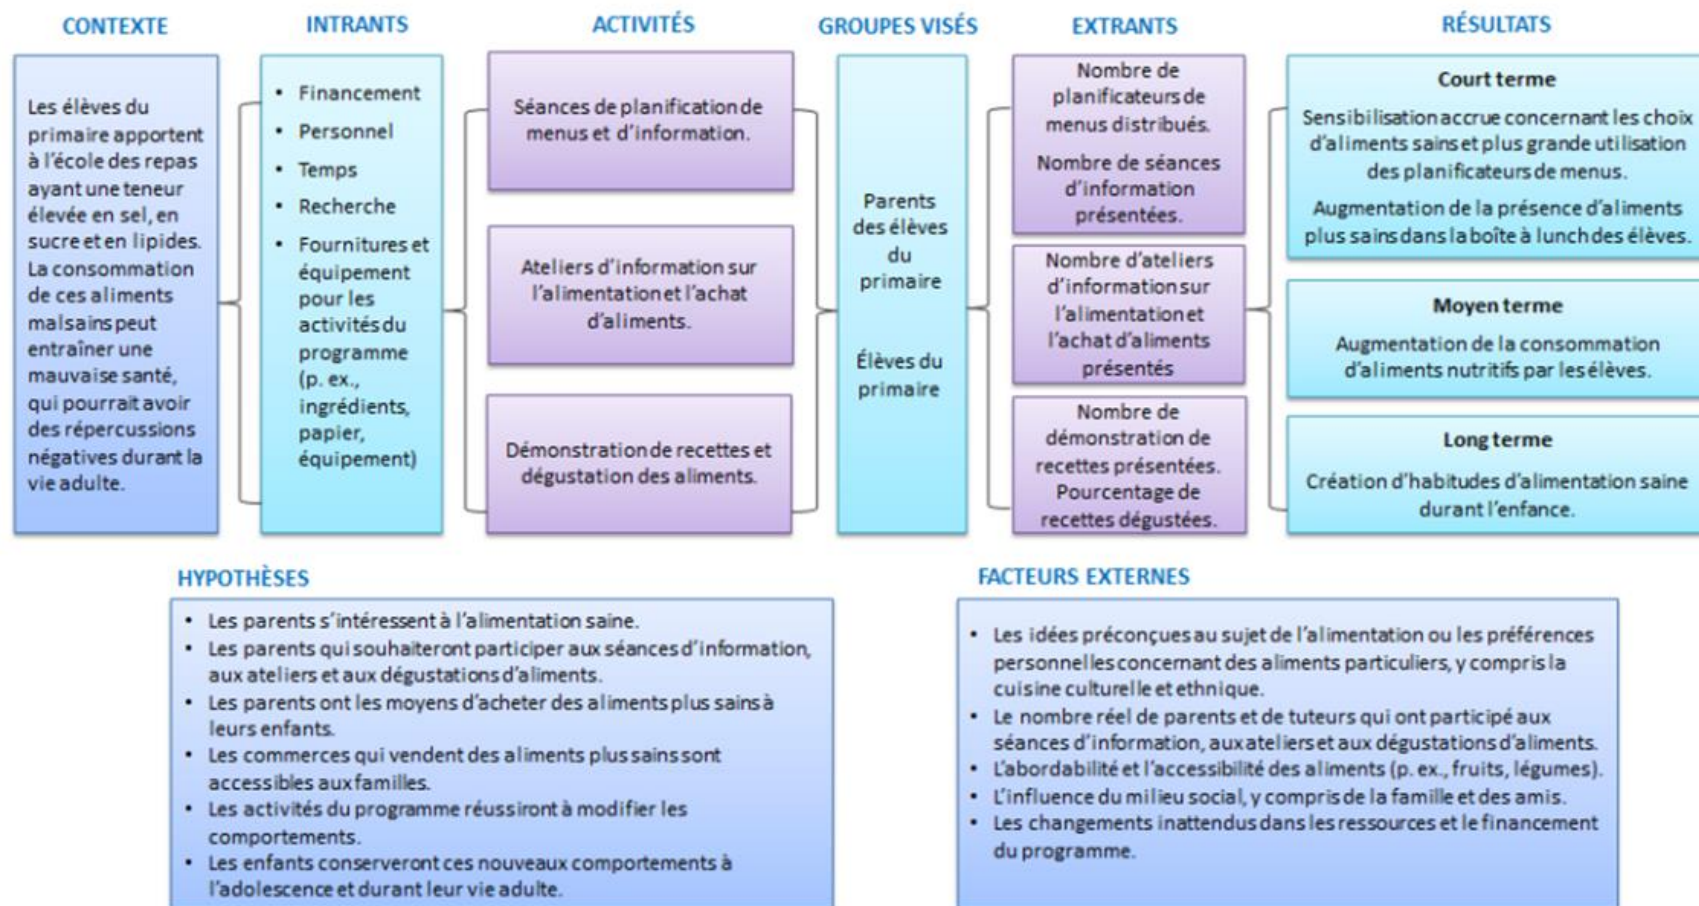 CONTEXTE
Les élèves du
primaire apportent
à l'école des repas
ayant une teneur
élevée en sel, en
sucre et en lipides.
La consommation
de ces aliments
malsains peut
entraîner une
mauvaise santé,
qui pourrait avoir
des répercussions
négatives durant la
vie adulte.
INTRANTS
• Financement
• Personnel
• Temps
• Recherche
• Fournitures et
équipement
pour les
activités du
programme
(p. ex.,
ingrédients,
papier,
équipement)
ACTIVITÉS
Séances de planification de
menus et d'information.
Ateliers d'information sur
l'alimentation et l'achat
d'aliments.
Démonstration de recettes et
dégustation des aliments.
GROUPES VISÉS
Parents
des élèves
du
primaire
Élèves du
primaire
EXTRANTS
Nombre de
planificateurs de
menus distribués.
Nombre de séances
d'information
présentées.
Nombre d'ateliers
d'information sur
l'alimentation et
l'achat d'aliments
présentés
Nombre de
démonstration de
recettes présentées.
Pourcentage de
recettes dégustées.
RÉSULTATS
Court terme
Sensibilisation accrue concernant les choix
d'aliments sains et plus grande utilisation
des planificateurs de menus.
Augmentation de la présence d'aliments
plus sains dans la boîte à lunch des élèves.
Moyen terme
Augmentation de la consommation
d'aliments nutritifs par les élèves.
Long terme
Création d'habitudes d'alimentation saine
durant l'enfance.
HYPOTHÈSES
• Les parents s'intéressent à l'alimentation saine.
• Les parents qui souhaiteront participer aux séances d'information,
aux ateliers et aux dégustations d'aliments.
• Les parents ont les moyens d'acheter des aliments plus sains à
leurs enfants.
• Les commerces qui vendent des aliments plus sains sont
accessibles aux familles.
• Les activités du programme réussiront à modifier les
comportements.
• Les enfants conserveront ces nouveaux comportements à
l'adolescence et durant leur vie adulte.
FACTEURS EXTERNES
• Les idées préconçues au sujet de l'alimentation ou les préférences
personnelles concernant des aliments particuliers, y compris la
cuisine culturelle et ethnique.
• Le nombre réel de parents et de tuteurs qui ont participé aux
séances d'information, aux ateliers et aux dégustations d'aliments.
• L'abordabilité et l'accessibilité des aliments (p. ex., fruits, légumes).
• L'influence du milieu social, y compris de la famille et des amis.
• Les changements inattendus dans les ressources et le financement
du programme.